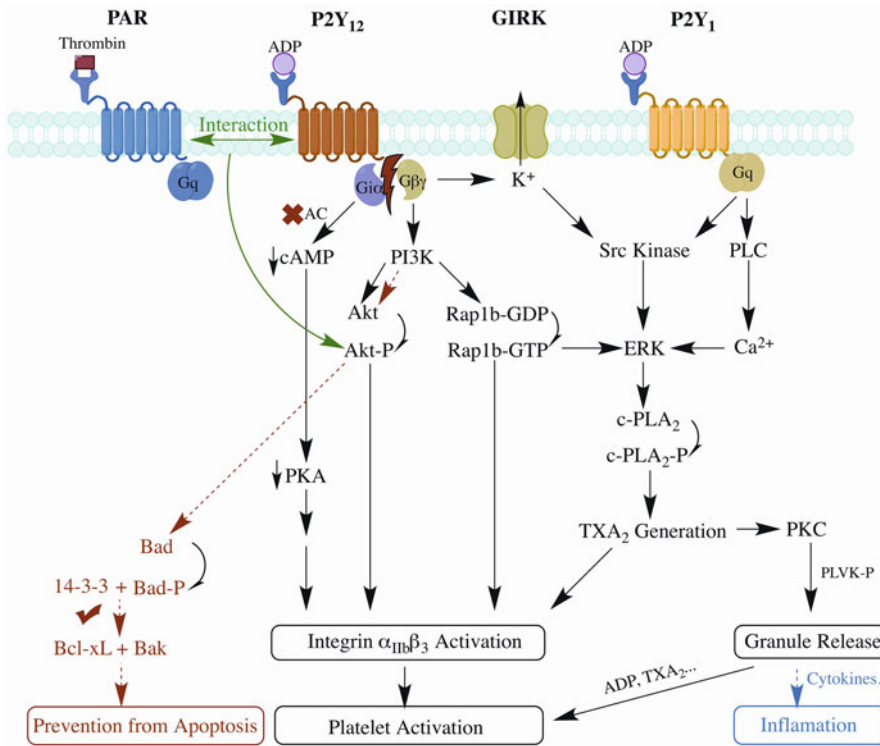 PAR P2Y₁₂ GIRK P2Y₁
Thrombin ADP ADP
Interaction
Gq Giα Gβγ K⁺ Gq
AC
cAMP PI3K Src Kinase PLC
Akt Rap1b-GDP
Akt-P Rap1b-GTP ERK Ca²⁺
c-PLA₂
c-PLA₂-P
PKA
TXA₂ Generation PKC
Bad
PLVK-P
14-3-3 + Bad-P
Integrin α_IIbβ₃ Activation Granule Release
Bcl-xL + Bak
ADP, TXA₂... Cytokines.
Prevention from Apoptosis Platelet Activation Inflamation